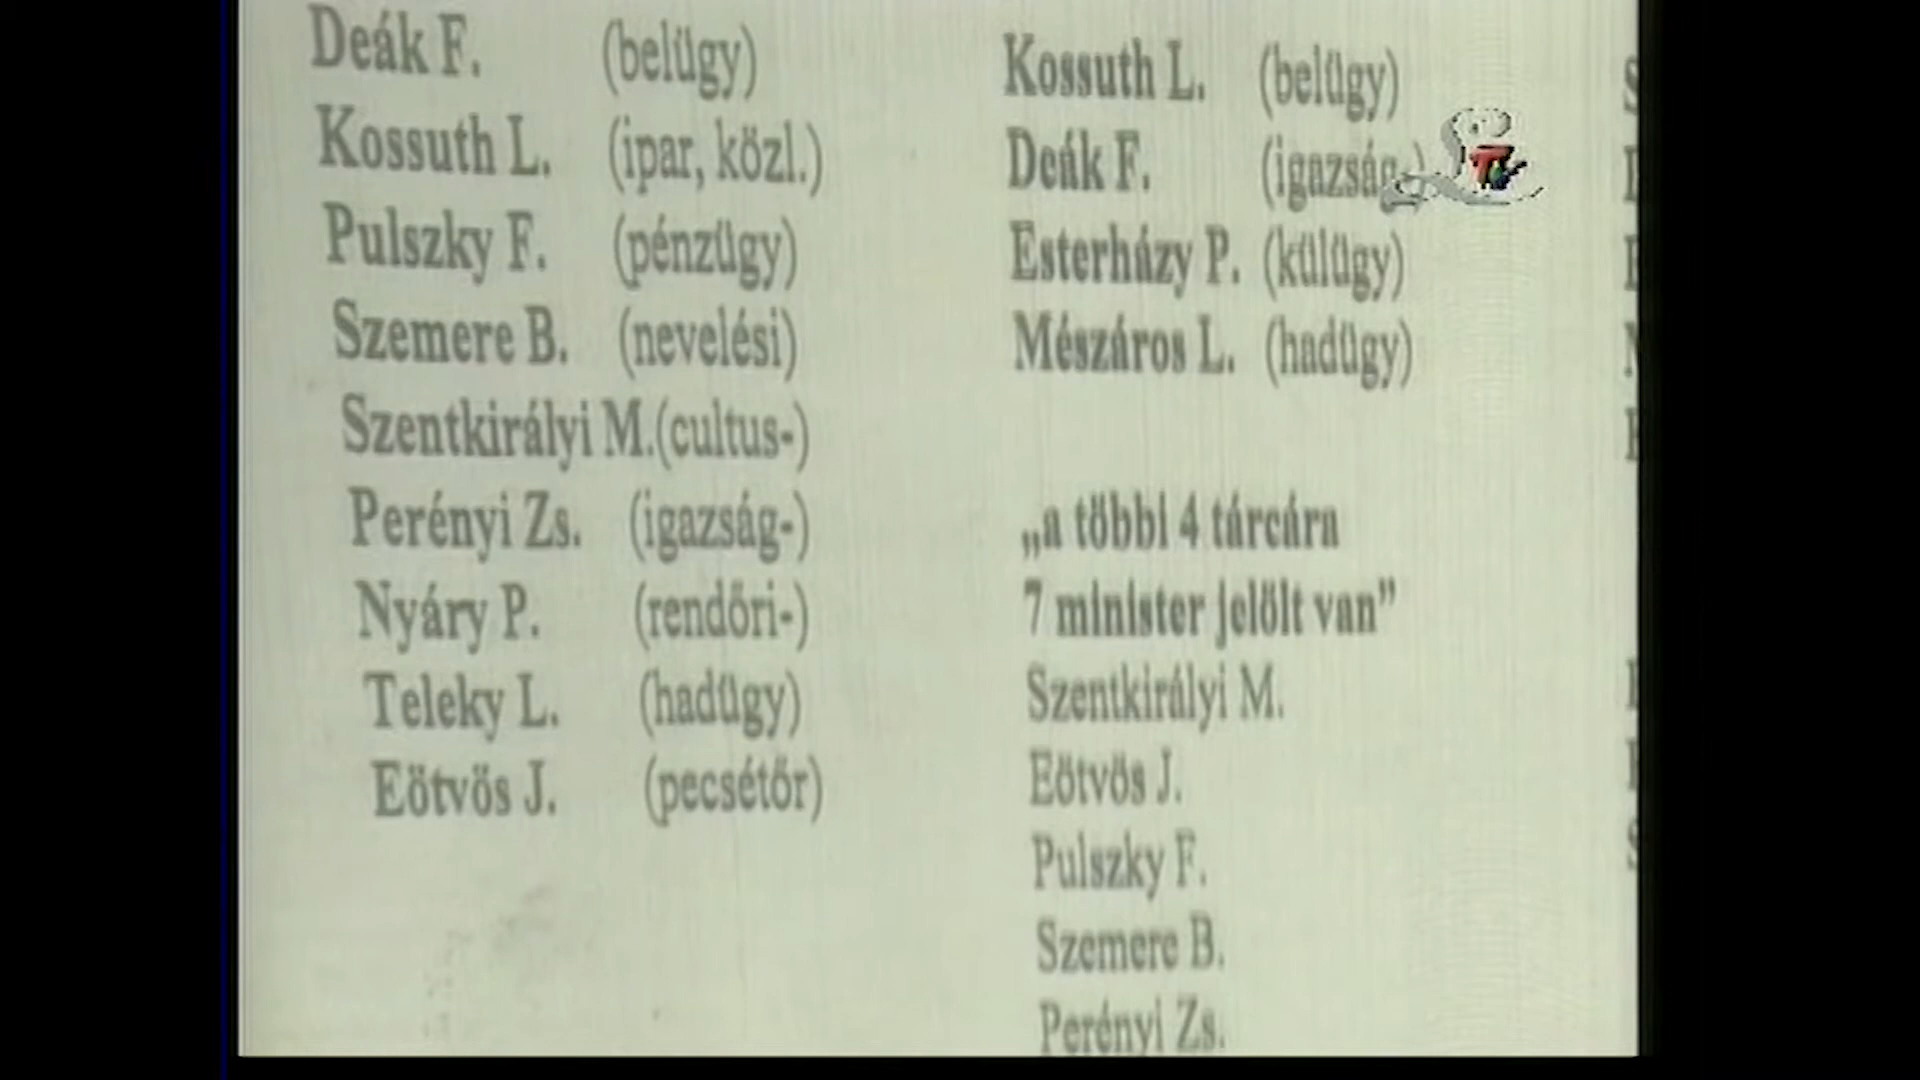 Deák F. (belügy)
Kossuth L. (ipar, közl.)
Pulszky F. (pénzügy)
Szemere B. (nevelési)
Szentkirályi M.(cultus-)
Perényi Zs. (igazság-)
Nyáry P. (rendőri-)
Teleky L. (hadügy)
Eötvös J. (pecsétőr)
Kossuth L. (belügy)
Deák F. (igazság-)
Esterházy P. (külügy)
Mészáros L. (hadügy)
„a többi 4 tárcára
7 minister jelölt van”
Szentkirályi M.
Eötvös J.
Pulszky F.
Szemere B.
Perényi Zs.